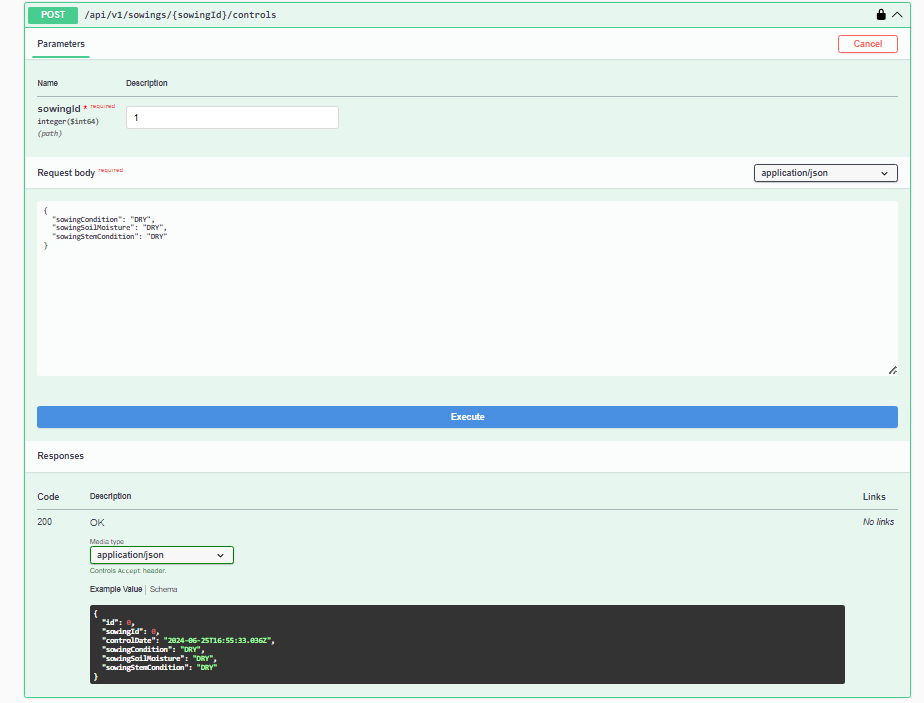 POST /api/v1/sowings/{sowingId}/controls
Parameters
Cancel
Name Description
sowingId * required
integer($int64)
(path)
1
Request body required
application/json
{
"sowingCondition": "DRY",
"sowingSoilMoisture": "DRY",
"sowingStemCondition": "DRY"
}
Execute
Responses
Code Description Links
200 OK No links
Media type
application/json
Controls Accept header.
Example Value | Schema
{
"id": 0,
"sowingId": 0,
"controlDate": "2024-06-25T16:55:33.036Z",
"sowingCondition": "DRY",
"sowingSoilMoisture": "DRY",
"sowingStemCondition": "DRY"
}